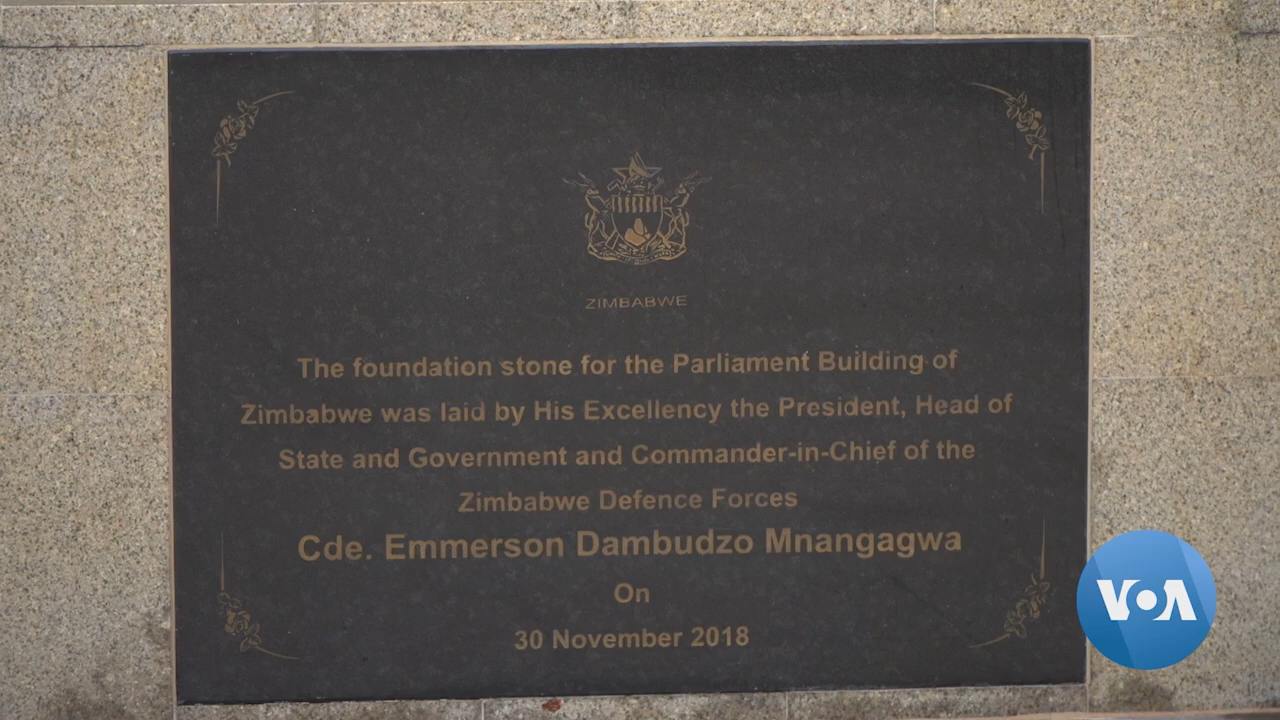 ZIMBABWE
The foundation stone for the Parliament Building of
Zimbabwe was laid by His Excellency the President, Head of
State and Government and Commander-in-Chief of the
Zimbabwe Defence Forces
Cde. Emmerson Dambudzo Mnangagwa
On
30 November 2018
VOA